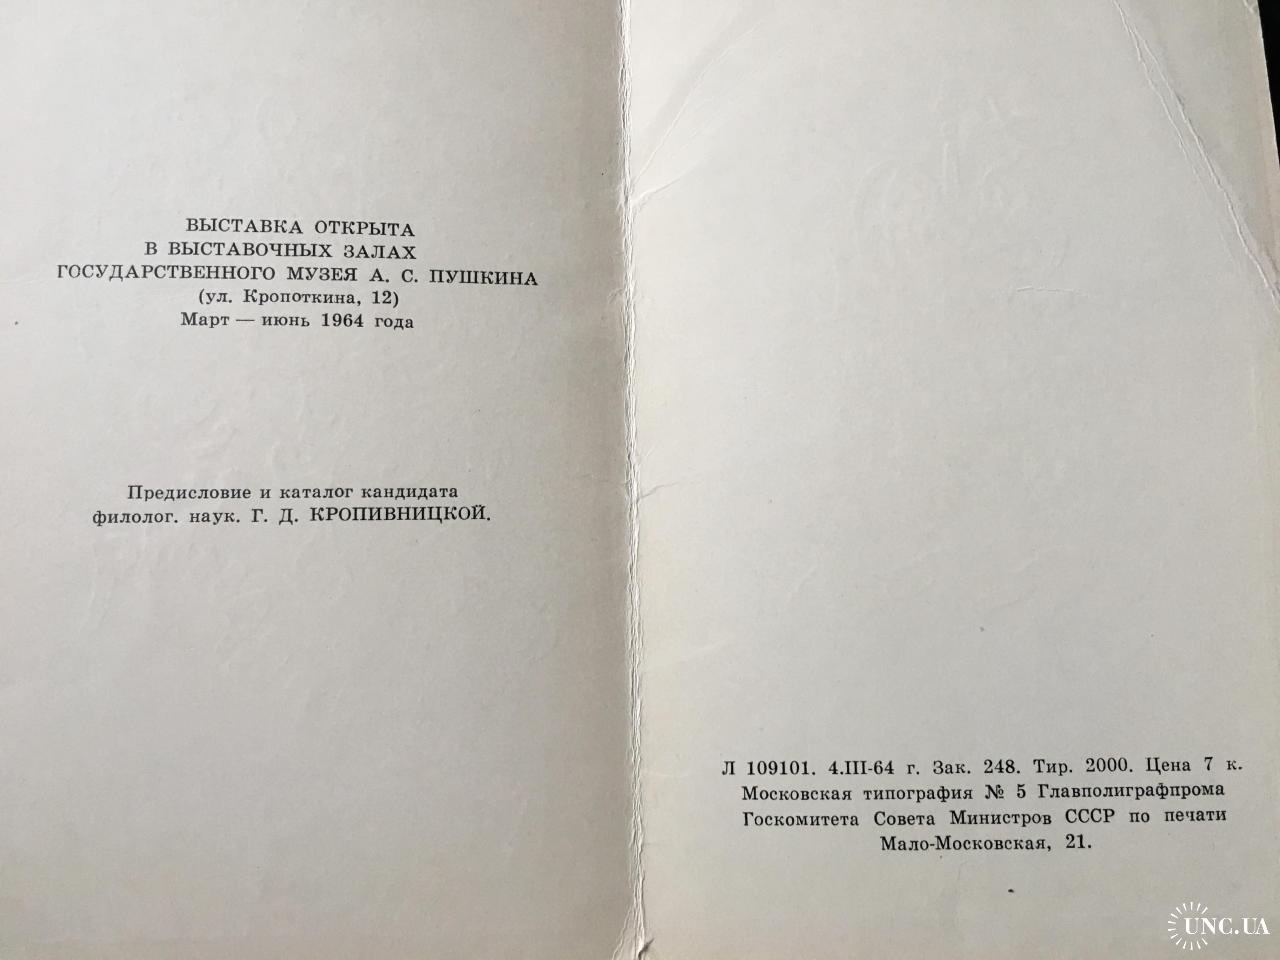 ВЫСТАВКА ОТКРЫТА
В ВЫСТАВОЧНЫХ ЗАЛАХ
ГОСУДАРСТВЕННОГО МУЗЕЯ А. С. ПУШКИНА
(ул. Кропоткина, 12)
Март — июнь 1964 года
Предисловие и каталог кандидата
филолог. наук. Г. Д. КРОПИВНИЦКОЙ.
Л 109101. 4.III-64 г. Зак. 248. Тир. 2000. Цена 7 к.
Московская типография № 5 Главполиграфпрома
Госкомитета Совета Министров СССР по печати
Мало-Московская, 21.
UNC.UA